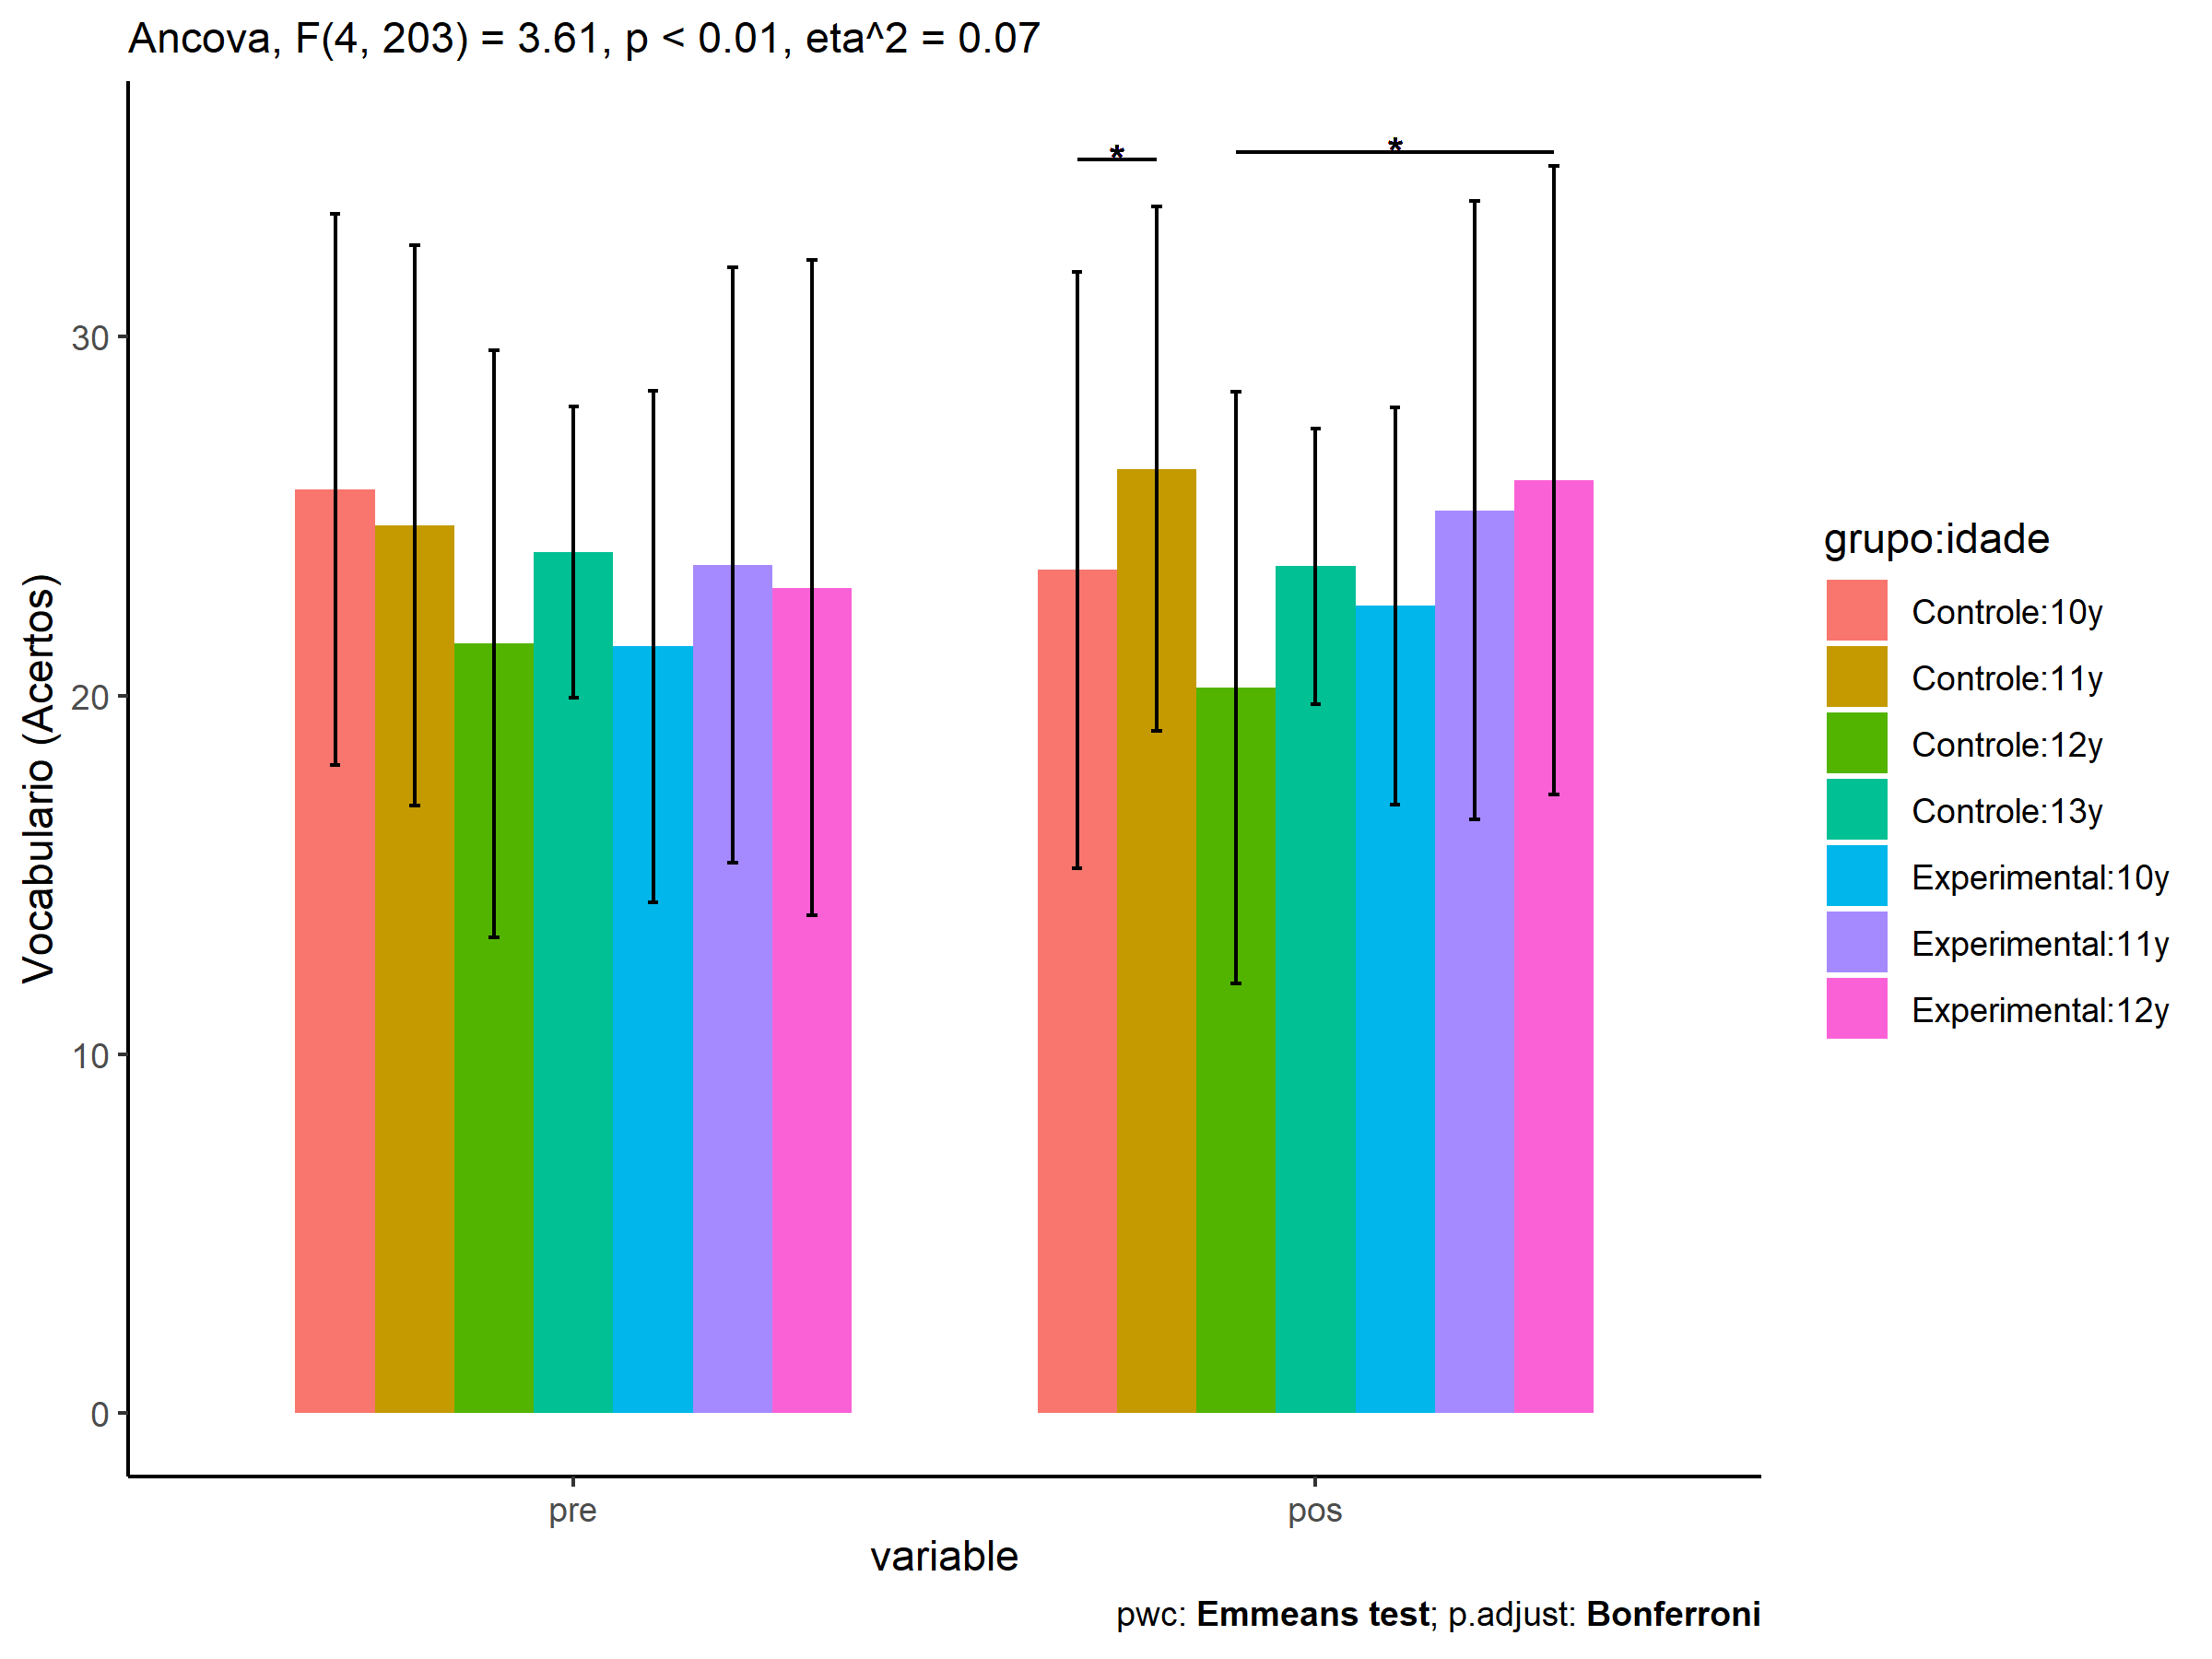 Ancova, F(4, 203) = 3.61, p < 0.01, eta^2 = 0.07
*
*
30
20
10
0
Vocabulario (Acertos)
pre
pos
variable
grupo:idade
Controle:10y
Controle:11y
Controle:12y
Controle:13y
Experimental:10y
Experimental:11y
Experimental:12y
pwc: Emmeans test; p.adjust: Bonferroni